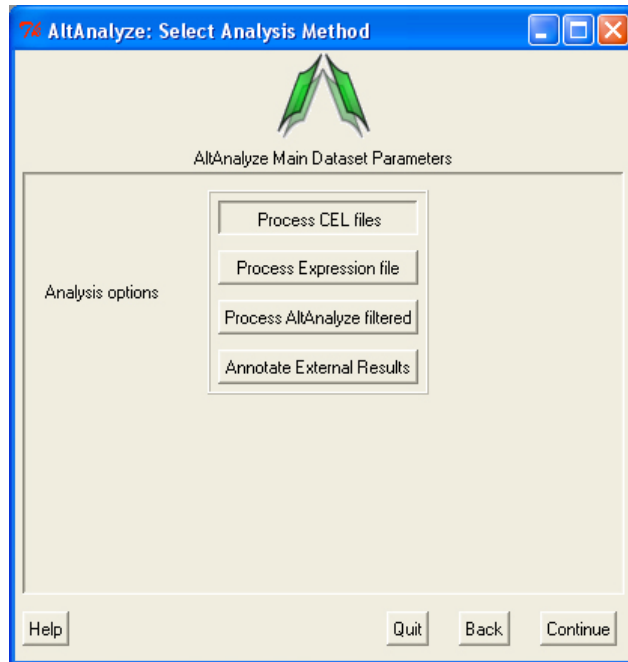 AltAnalyze: Select Analysis Method
AltAnalyze Main Dataset Parameters
Process CEL files
Process Expression file
Analysis options
Process AltAnalyze filtered
Annotate External Results
Help
Quit
Back
Continue